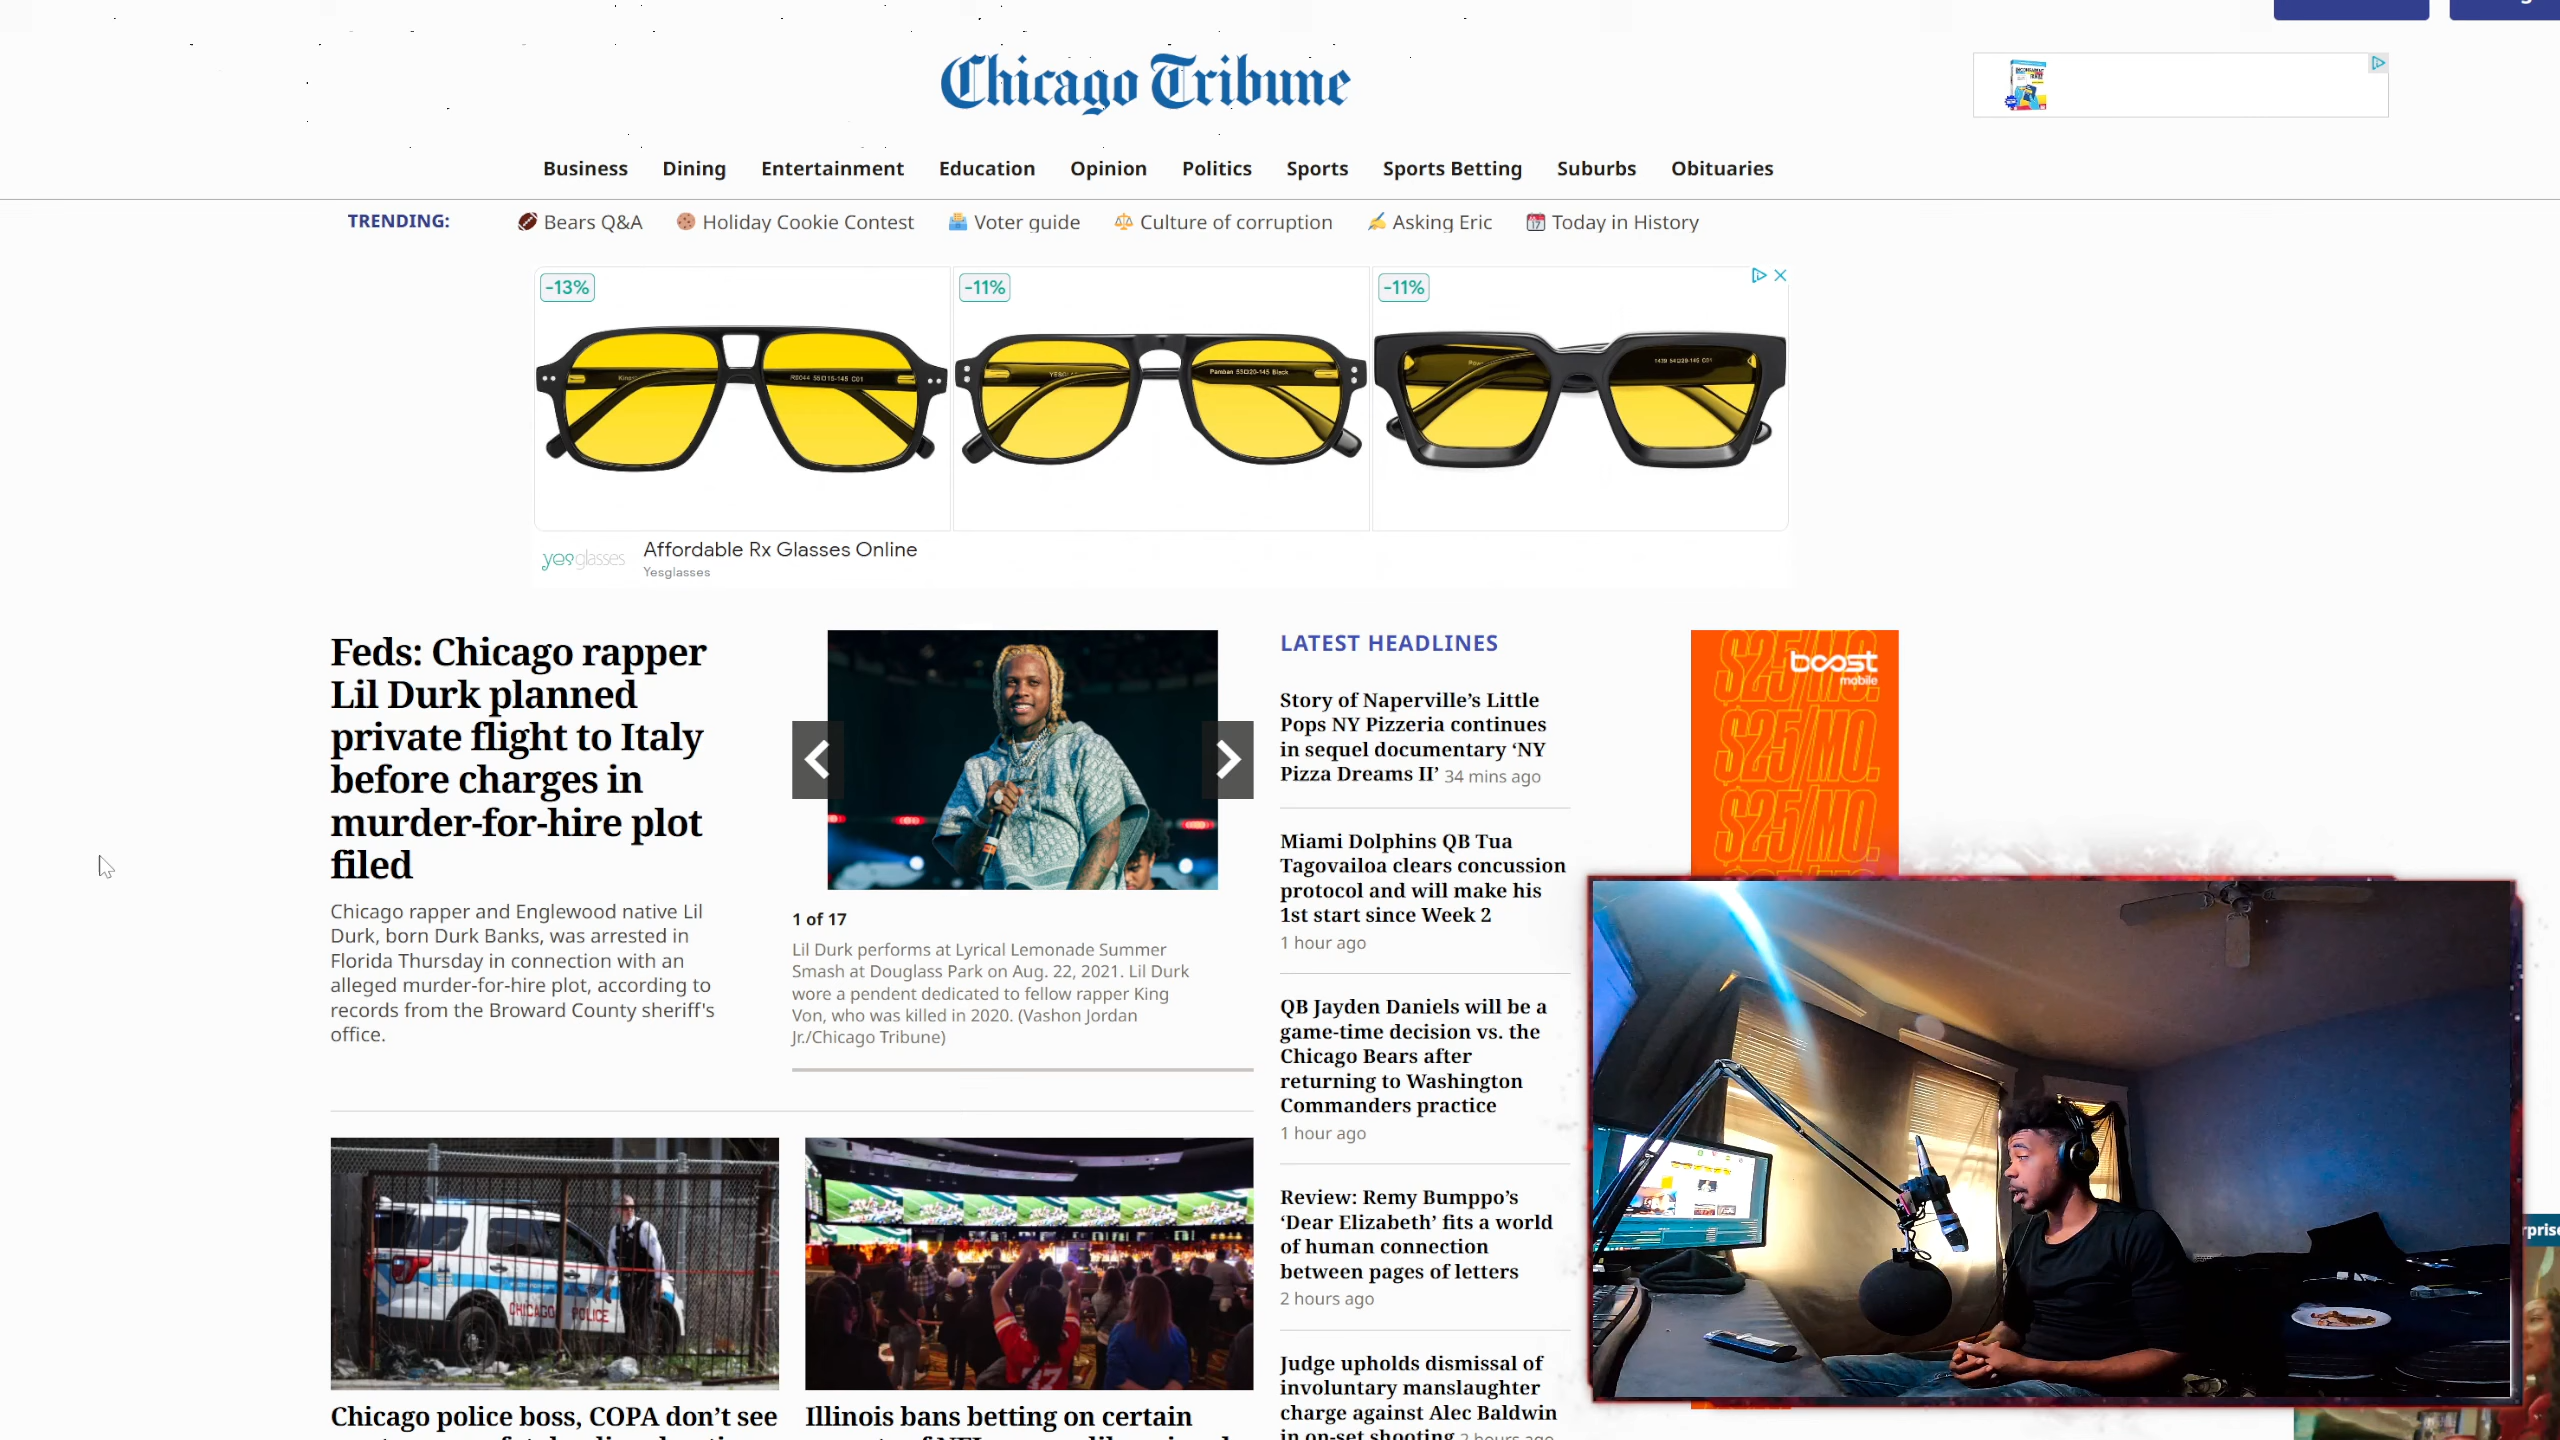 Chicago Tribune
Business Dining Entertainment Education Opinion Politics Sports Sports Betting Suburbs Obituaries
TRENDING: Bears Q&A Holiday Cookie Contest Voter guide Culture of corruption Asking Eric Today in History
-13% -11% -11%
yesglasses
Affordable Rx Glasses Online
Yesglasses
Feds: Chicago rapper
Lil Durk planned
private flight to Italy
before charges in
murder-for-hire plot
filed
Chicago rapper and Englewood native Lil
Durk, born Durk Banks, was arrested in
Florida Thursday in connection with an
alleged murder-for-hire plot, according to
records from the Broward County sheriff's
office.
1 of 17
Lil Durk performs at Lyrical Lemonade Summer
Smash at Douglass Park on Aug. 22, 2021. Lil Durk
wore a pendent dedicated to fellow rapper King
Von, who was killed in 2020. (Vashon Jordan
Jr./Chicago Tribune)
LATEST HEADLINES
Story of Naperville’s Little
Pops NY Pizzeria continues
in sequel documentary ‘NY
Pizza Dreams II’ 34 mins ago
Miami Dolphins QB Tua
Tagovailoa clears concussion
protocol and will make his
1st start since Week 2
1 hour ago
QB Jayden Daniels will be a
game-time decision vs. the
Chicago Bears after
returning to Washington
Commanders practice
1 hour ago
Review: Remy Bumppo’s
‘Dear Elizabeth’ fits a world
of human connection
between pages of letters
2 hours ago
Judge upholds dismissal of
involuntary manslaughter
charge against Alec Baldwin
in on-set shooting 2 hours ago
boost
mobile
$25/MO.
$25/MO.
$25/MO.
CHICAGO POLICE
Chicago police boss, COPA don’t see
Illinois bans betting on certain